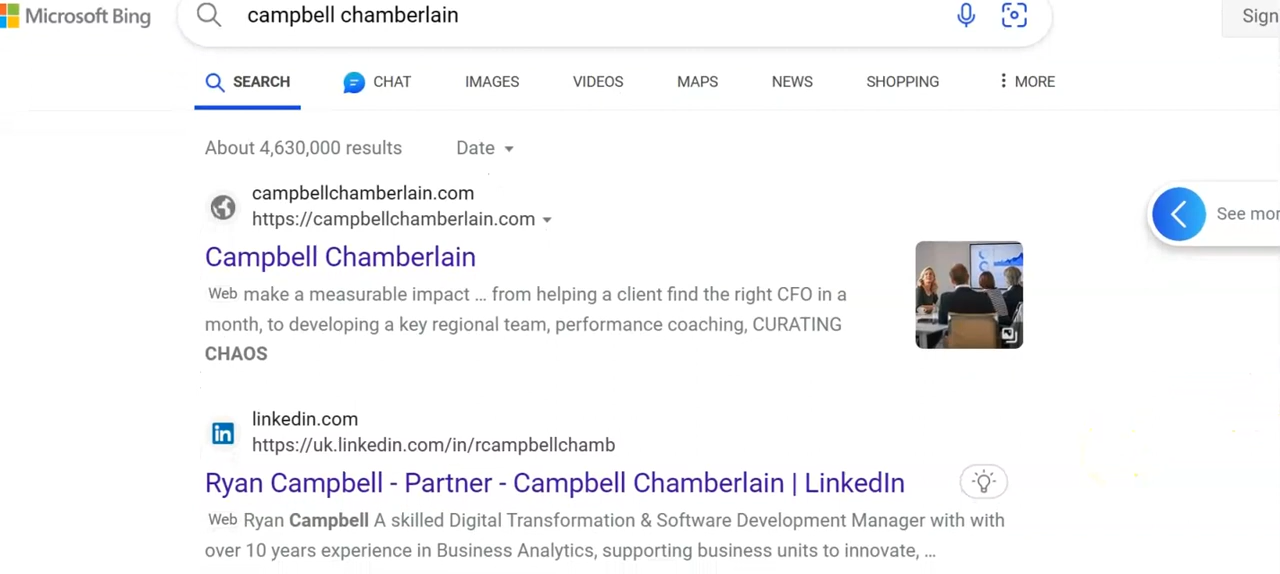 Microsoft Bing
campbell chamberlain
Sign
SEARCH CHAT IMAGES VIDEOS MAPS NEWS SHOPPING MORE
About 4,630,000 results Date
campbellchamberlain.com
https://campbellchamberlain.com
See mor
Campbell Chamberlain
Web make a measurable impact ... from helping a client find the right CFO in a
month, to developing a key regional team, performance coaching, CURATING
CHAOS
in
linkedin.com
https://uk.linkedin.com/in/rcampbellchamb
Ryan Campbell - Partner - Campbell Chamberlain | LinkedIn
Web Ryan Campbell A skilled Digital Transformation & Software Development Manager with with
over 10 years experience in Business Analytics, supporting business units to innovate, ...